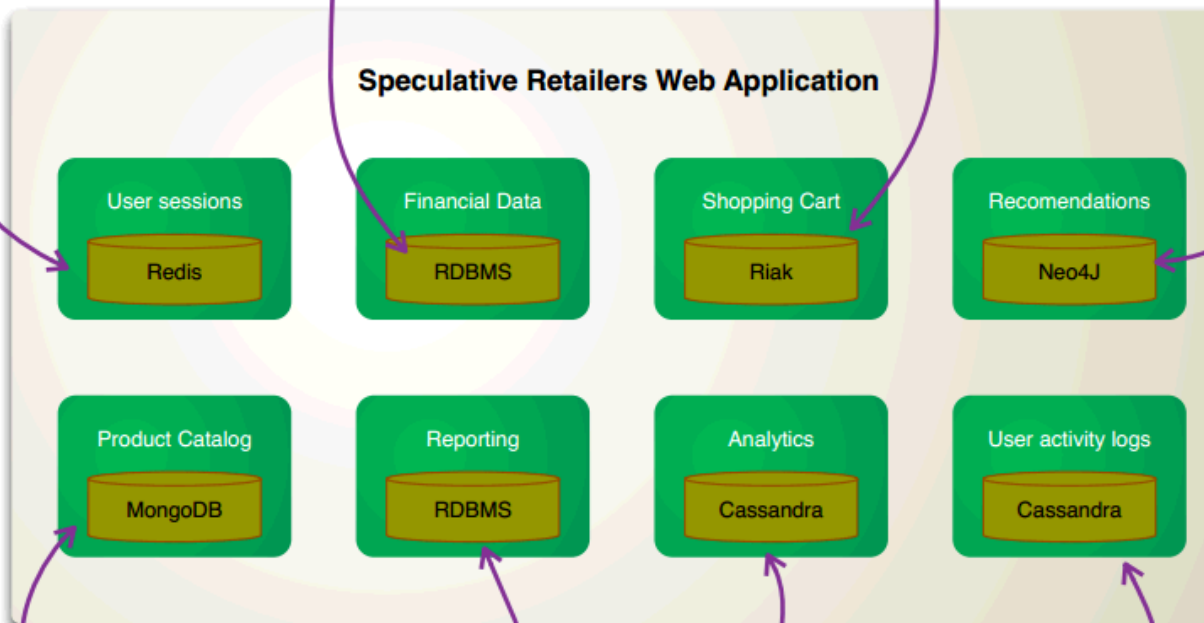 Speculative Retailers Web Application
User sessions
Redis
Financial Data
RDBMS
Shopping Cart
Riak
Recomendations
Neo4J
Product Catalog
MongoDB
Reporting
RDBMS
Analytics
Cassandra
User activity logs
Cassandra